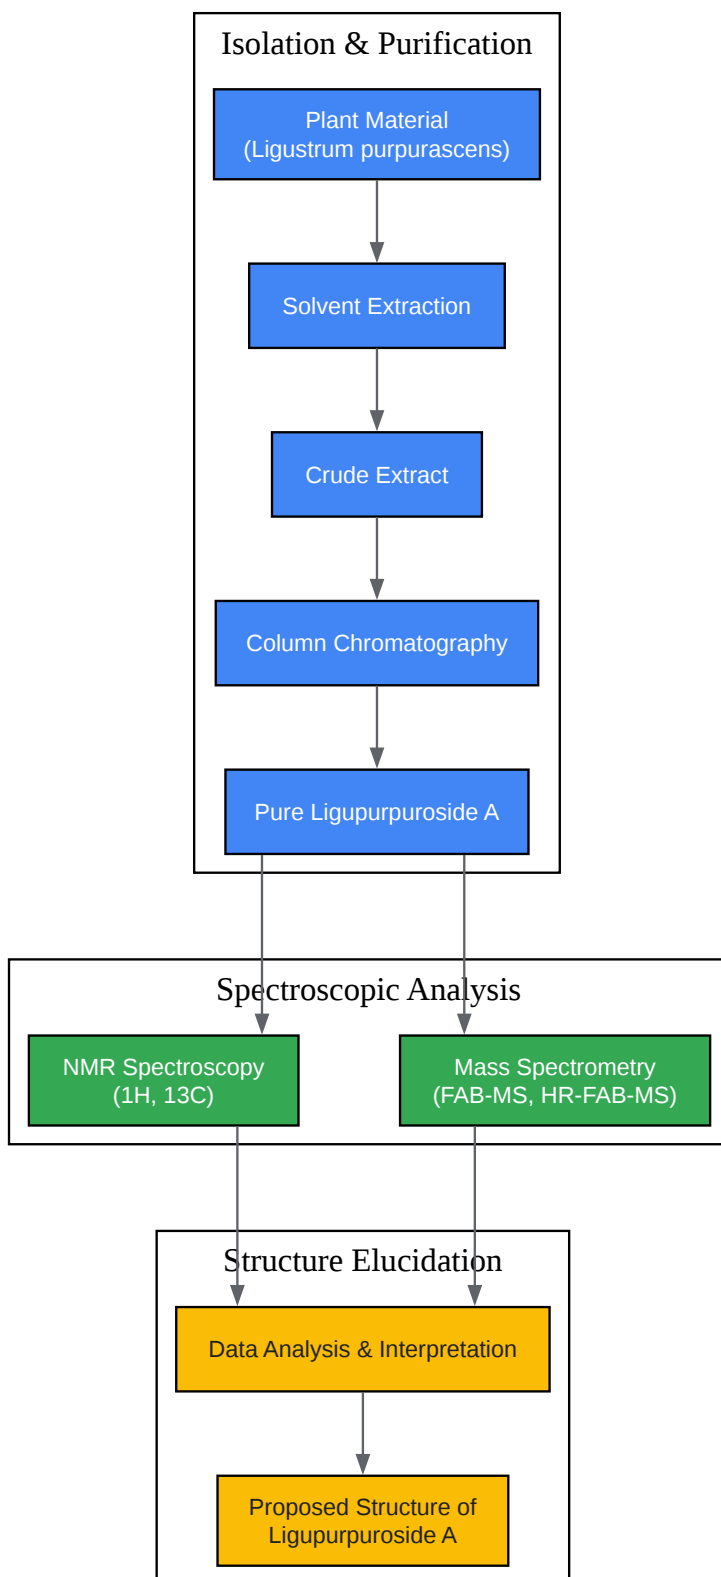 Isolation & Purification
Plant Material
(Ligustrum purpurascens)
Solvent Extraction
Crude Extract
Column Chromatography
Pure Ligupurpuroside A
Spectroscopic Analysis
NMR Spectroscopy
(1H, 13C)
Mass Spectrometry
(FAB-MS, HR-FAB-MS)
Structure Elucidation
Data Analysis & Interpretation
Proposed Structure of
Ligupurpuroside A